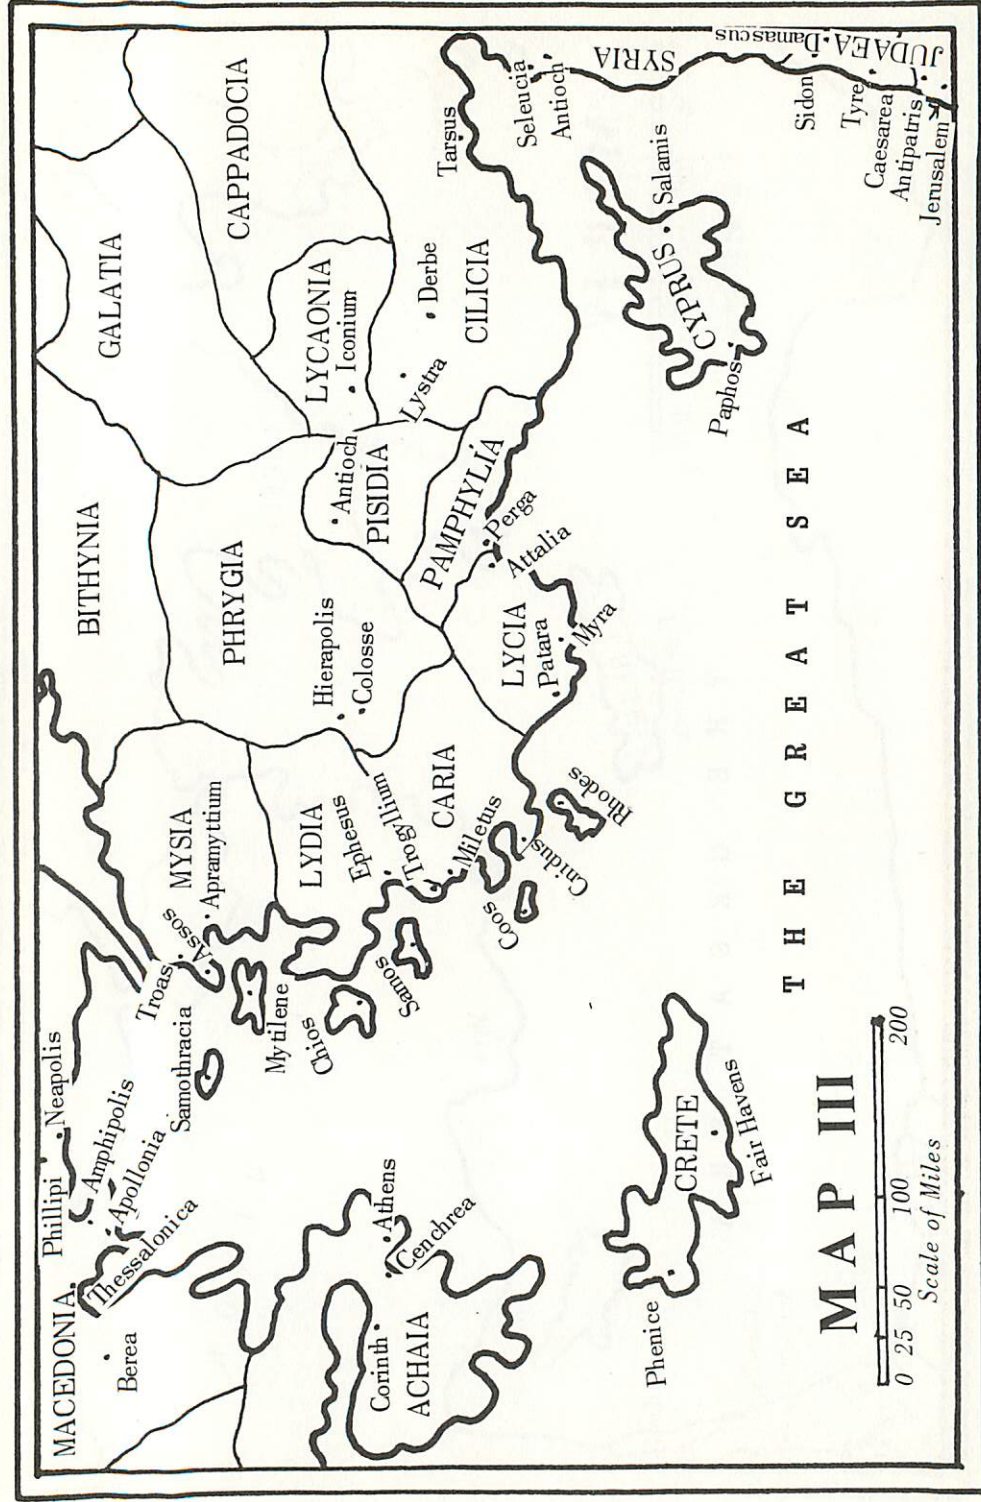 MACEDONIA
Phillipi
Neapolis
Amphipolis
Apollonia
Thessalonica
Berea
Samothracia
Troas
Assos
MYSIA
Apramyttium
BITHYNIA
GALATIA
CAPPADOCIA
PHRYGIA
LYCAONIA
Iconium
Mytilene
Chios
LYDIA
Ephesus
Trogyllium
Hierapolis
Colosse
Antioch
PISIDIA
Lystra
Derbe
CILICIA
Tarsus
Athens
Cenchrea
Corinth
ACHAIA
Samos
CARIA
Miletus
Coos
Cnidus
Rhodes
LYCIA
Patara
Myra
PAMPHYLIA
Perga
Attalia
Seleucia
Antioch
SYRIA
Salamis
CYPRUS
Paphos
Phenice
CRETE
Fair Havens
THE GREAT SEA
Damascus
Sidon
Tyre
JUDAEA
Caesarea
Antipatris
Jerusalem
MAP III
0 25 50 100 200
Scale of Miles